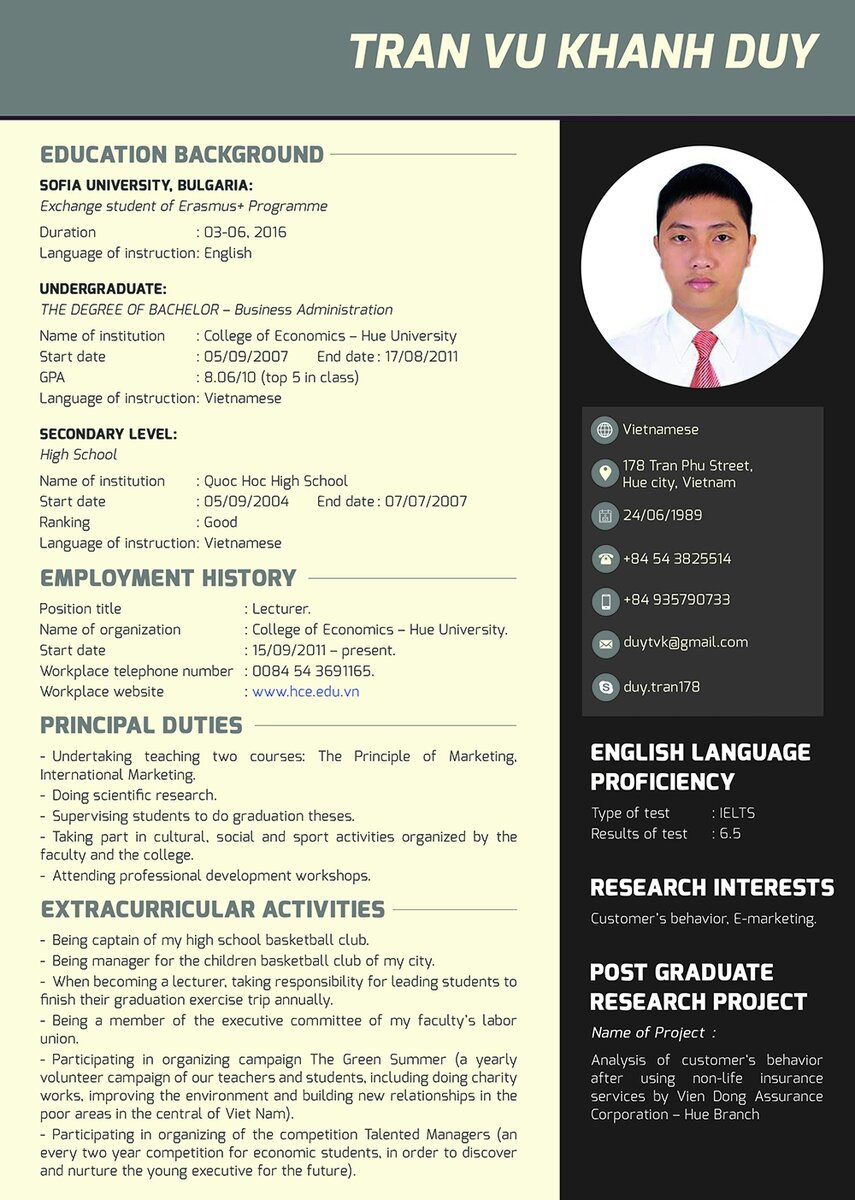 TRAN VU KHANH DUY
EDUCATION BACKGROUND
SOFIA UNIVERSITY, BULGARIA:
Exchange student of Erasmus+ Programme
Duration : 03-06, 2016
Language of instruction: English
UNDERGRADUATE:
THE DEGREE OF BACHELOR – Business Administration
Name of institution : College of Economics – Hue University
Start date : 05/09/2007 End date : 17/08/2011
GPA : 8.06/10 (top 5 in class)
Language of instruction: Vietnamese
SECONDARY LEVEL:
High School
Name of institution : Quoc Hoc High School
Start date : 05/09/2004 End date : 07/07/2007
Ranking : Good
Language of instruction: Vietnamese
EMPLOYMENT HISTORY
Position title : Lecturer.
Name of organization : College of Economics – Hue University.
Start date : 15/09/2011 – present.
Workplace telephone number : 0084 54 3691165.
Workplace website : www.hce.edu.vn
PRINCIPAL DUTIES
- Undertaking teaching two courses: The Principle of Marketing,
International Marketing.
- Doing scientific research.
- Supervising students to do graduation theses.
- Taking part in cultural, social and sport activities organized by the
faculty and the college.
- Attending professional development workshops.
EXTRACURRICULAR ACTIVITIES
- Being captain of my high school basketball club.
- Being manager for the children basketball club of my city.
- When becoming a lecturer, taking responsibility for leading students to
finish their graduation exercise trip annually.
- Being a member of the executive committee of my faculty's labor
union.
- Participating in organizing campaign The Green Summer (a yearly
volunteer campaign of our teachers and students, including doing charity
works, improving the environment and building new relationships in the
poor areas in the central of Viet Nam).
- Participating in organizing of the competition Talented Managers (an
every two year competition for economic students, in order to discover
and nurture the young executive for the future).
Vietnamese
178 Tran Phu Street,
Hue city, Vietnam
24/06/1989
+84 54 3825514
+84 935790733
duytvk@gmail.com
duy.tran178
ENGLISH LANGUAGE
PROFICIENCY
Type of test : IELTS
Results of test : 6.5
RESEARCH INTERESTS
Customer's behavior, E-marketing.
POST GRADUATE
RESEARCH PROJECT
Name of Project :
Analysis of customer's behavior
after using non-life insurance
services by Vien Dong Assurance
Corporation – Hue Branch